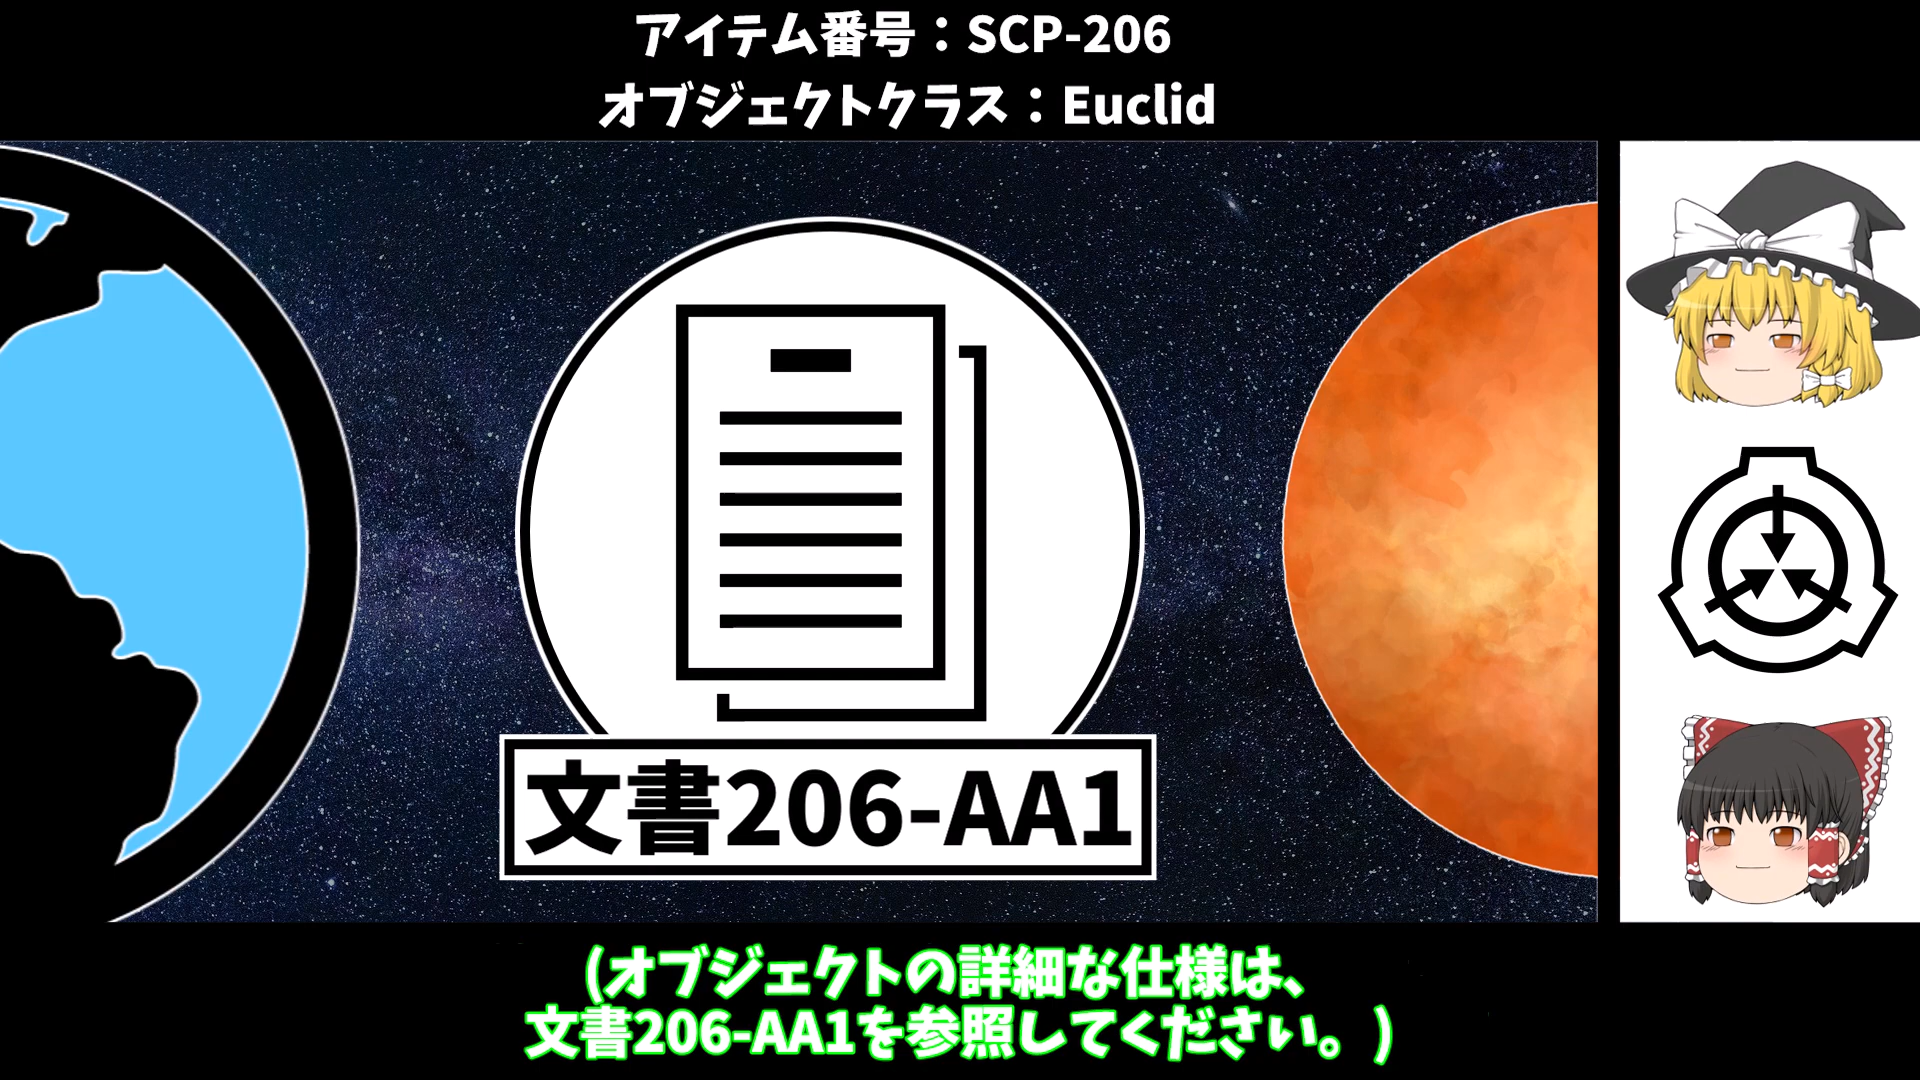 アイテム番号：SCP-206
オブジェクトクラス：Euclid
文書206-AA1
(オブジェクトの詳細な仕様は、
文書206-AA1を参照してください。)